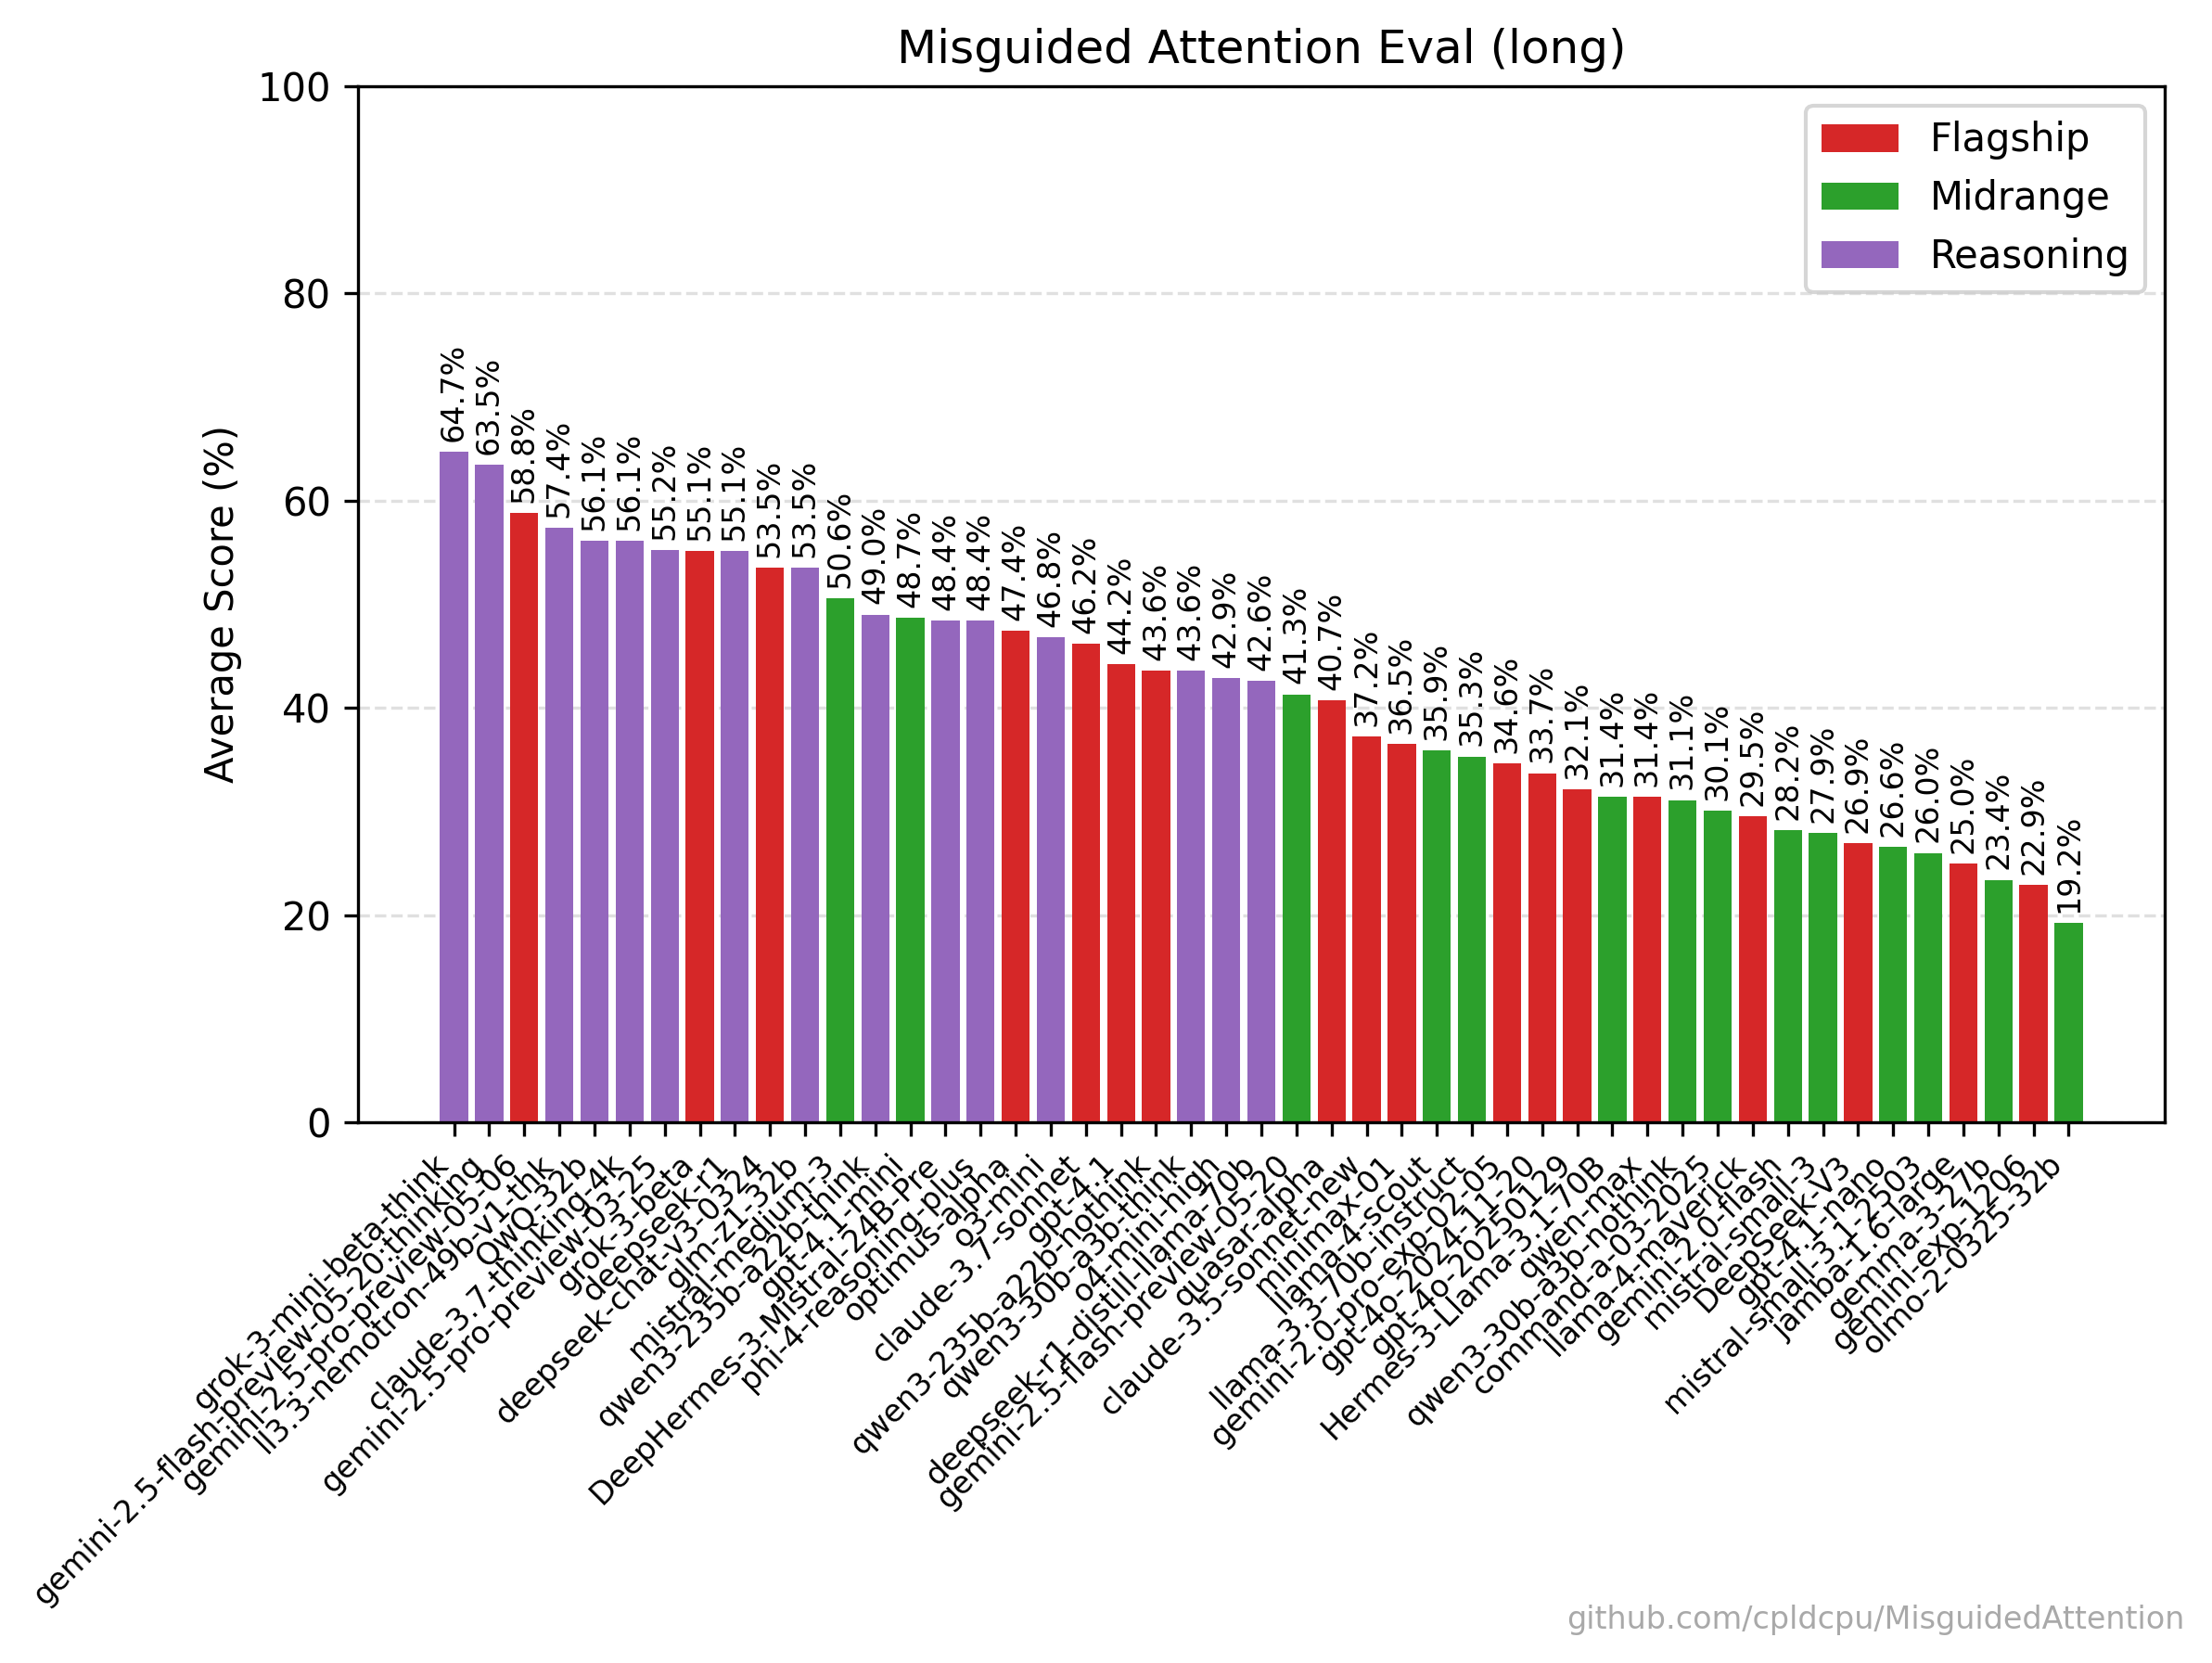 Misguided Attention Eval (long)
Flagship
Midrange
Reasoning
Average Score (%)
100
80
60
40
20
0
64.7%
63.5%
58.8%
57.4%
56.1%
56.1%
55.2%
55.1%
55.1%
53.5%
53.5%
50.6%
49.0%
48.7%
48.4%
48.4%
47.4%
46.8%
46.2%
44.2%
43.6%
43.6%
42.9%
42.6%
41.3%
40.7%
37.2%
36.5%
35.9%
35.3%
34.6%
33.7%
32.1%
31.4%
31.4%
31.1%
30.1%
29.5%
28.2%
27.9%
26.9%
26.6%
26.0%
25.0%
23.4%
22.9%
19.2%
grok-3-mini-beta-think
gemini-2.5-flash-preview-05-20:thinking
gemini-2.5-pro-preview-05-06
ll3.3-nemotron-49b-v1-thk
QwQ-32b
claude-3.7-thinking-4k
gemini-2.5-pro-preview-03-25
grok-3-beta
deepseek-r1
deepseek-chat-v3-0324
glm-z1-32b
mistral-medium-3
qwen3-235b-a22b-think
gpt-4.1-mini
DeepHermes-3-Mistral-24B-Pre
phi-4-reasoning-plus
optimus-alpha
o3-mini
claude-3.7-sonnet
gpt-4.1
qwen3-235b-a22b-nothink
qwen3-30b-a3b-think
o4-mini-high
deepseek-r1-distill-llama-70b
gemini-2.5-flash-preview-05-20
quasar-alpha
claude-3.5-sonnet-new
minimax-01
llama-4-scout
llama-3.3-70b-instruct
gemini-2.0-pro-exp-02-05
gpt-4o-2024-11-20
gpt-4o-20250129
Hermes-3-Llama-3.1-70B
qwen-max
qwen3-30b-a3b-nothink
command-a-03-2025
llama-4-maverick
gemini-2.0-flash
mistral-small-3
DeepSeek-V3
gpt-4.1-nano
mistral-small-3.1-2503
jamba-1.6-large
gemma-3-27b
gemini-exp-1206
olmo-2-0325-32b
github.com/cpldcpu/MisguidedAttention